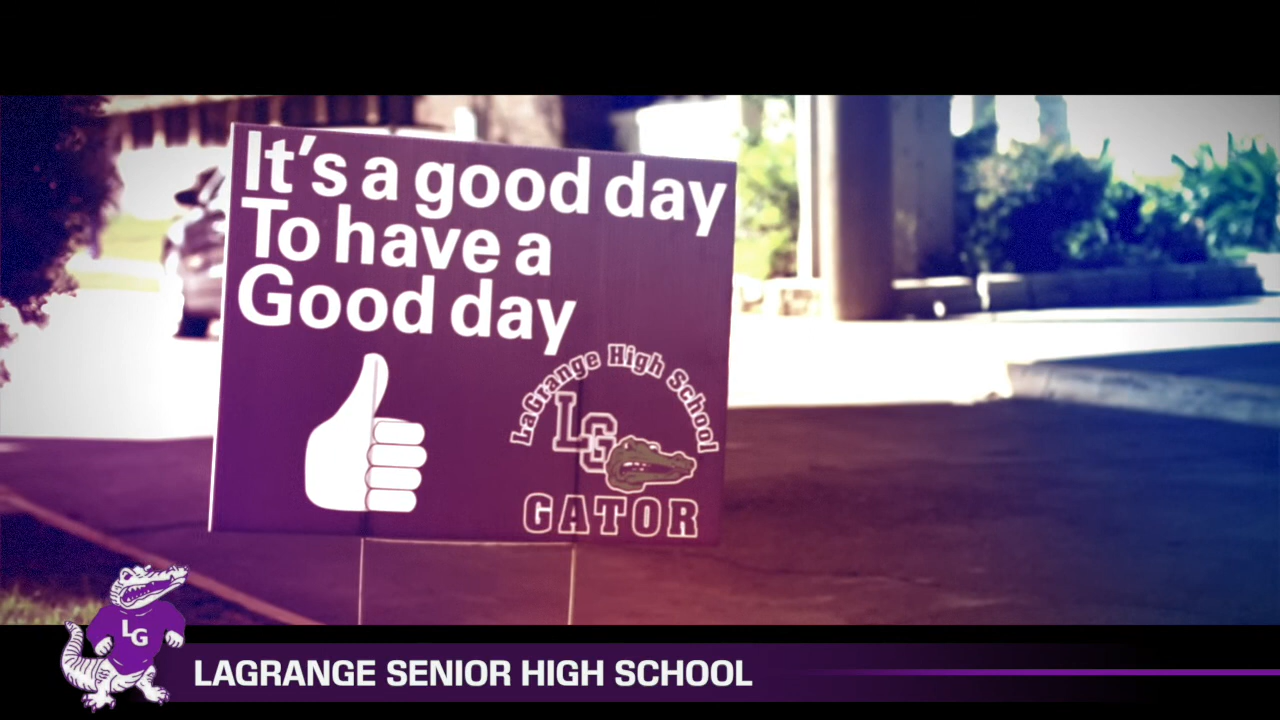 It's a good day
To have a
Good day
LaGrange High School
LG
GATOR
LG
LAGRANGE SENIOR HIGH SCHOOL